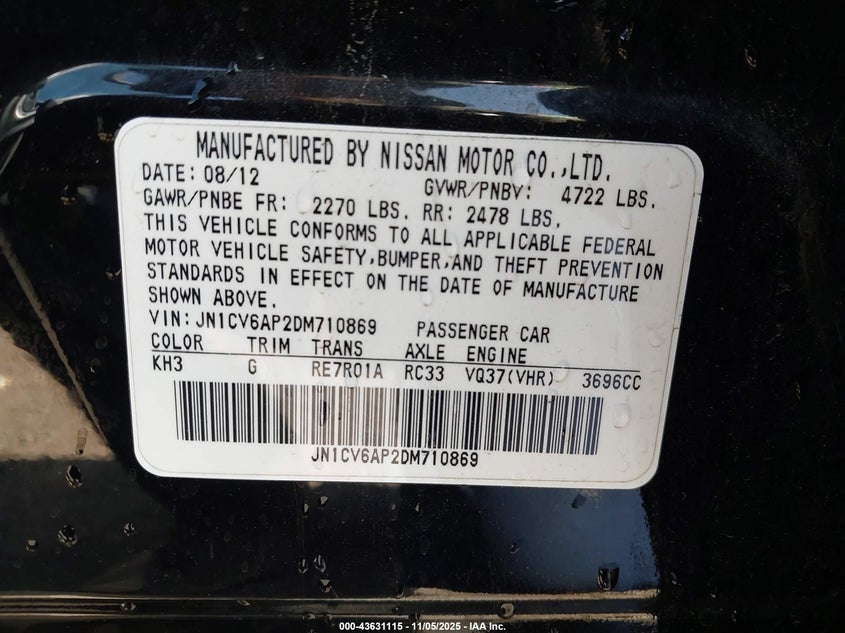 MANUFACTURED BY NISSAN MOTOR CO.,LTD.
DATE: 08/12 GVWR/PNBV: 4722 LBS.
GAWR/PNBE FR: 2270 LBS. RR: 2478 LBS.
THIS VEHICLE CONFORMS TO ALL APPLICABLE FEDERAL
MOTOR VEHICLE SAFETY,BUMPER,AND THEFT PREVENTION
STANDARDS IN EFFECT ON THE DATE OF MANUFACTURE
SHOWN ABOVE.
VIN: JN1CV6AP2DM710869 PASSENGER CAR
COLOR TRIM TRANS AXLE ENGINE
KH3 G RE7R01A RC33 VQ37(VHR) 3696CC
JN1CV6AP2DM710869
000-43631115 - 11/05/2025 - IAA Inc.